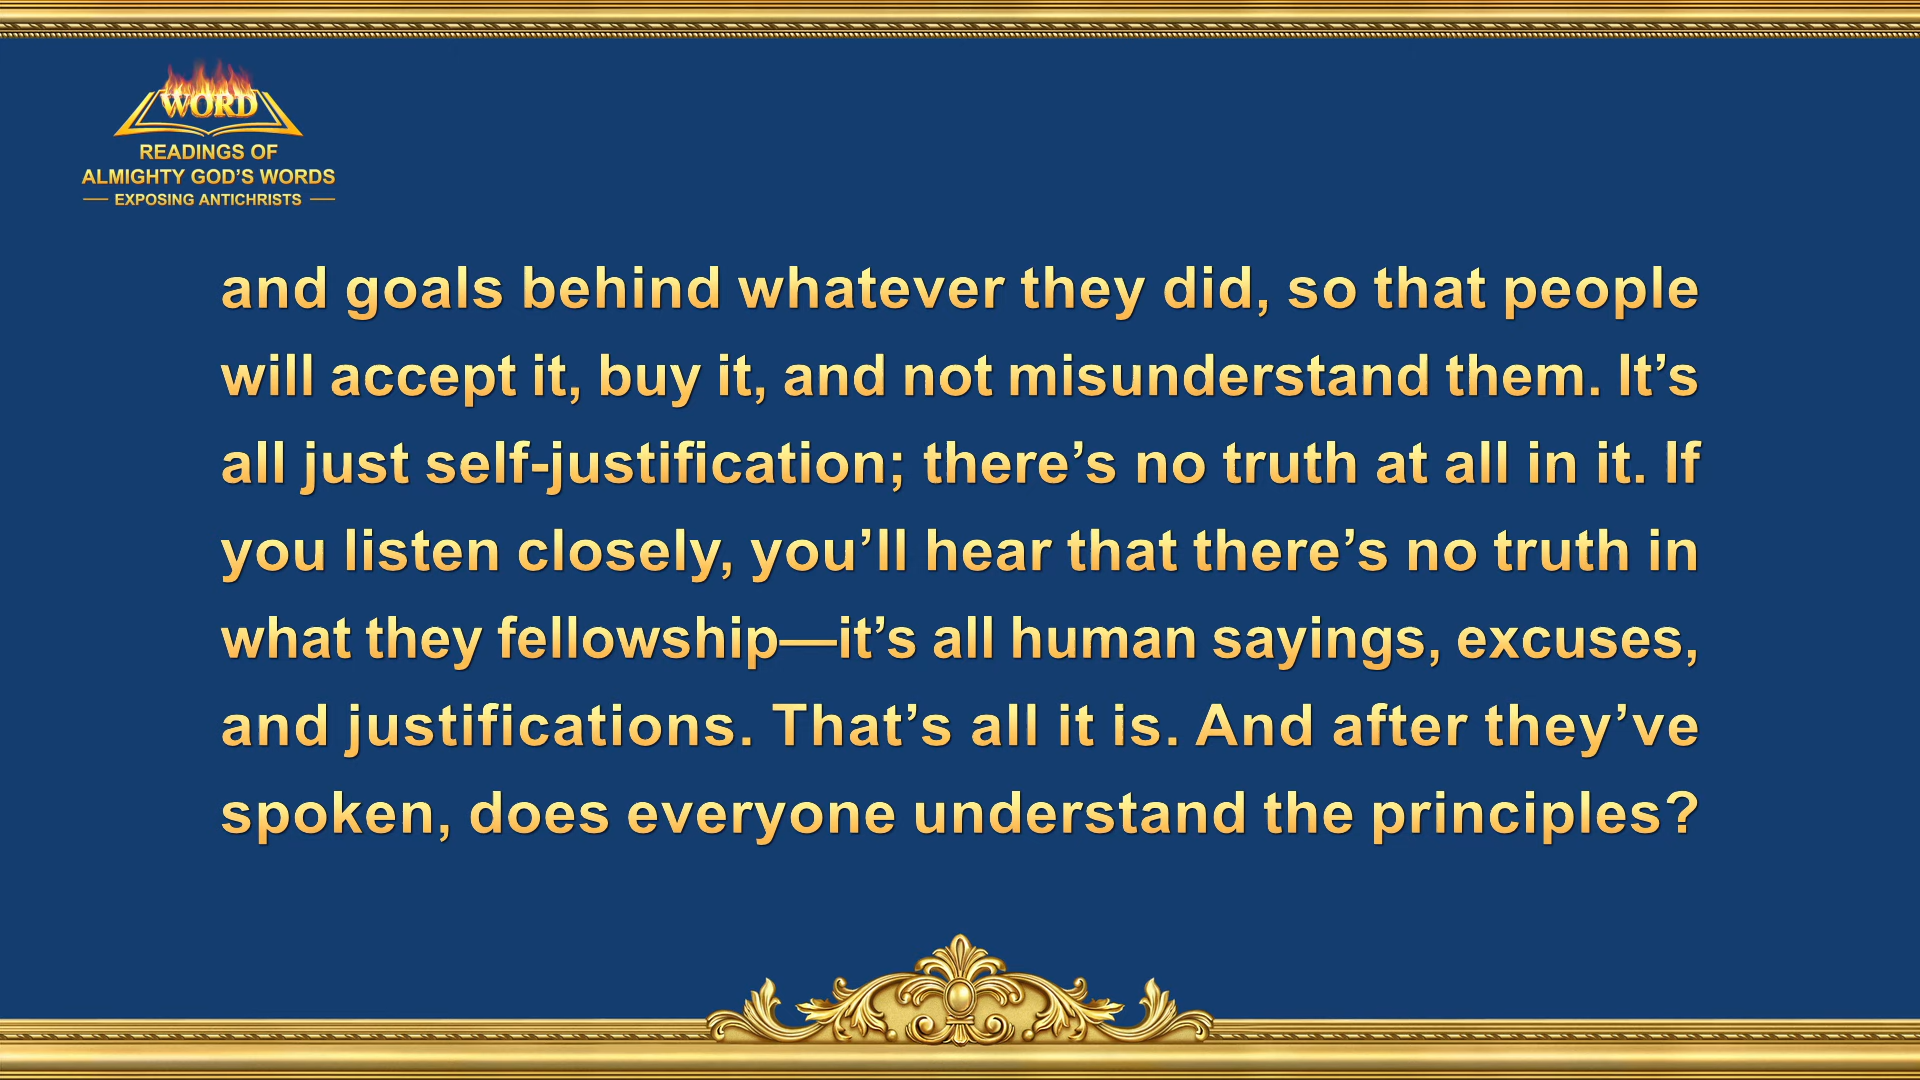 WORD
READINGS OF
ALMIGHTY GOD’S WORDS
EXPOSING ANTICHRISTS
and goals behind whatever they did, so that people
will accept it, buy it, and not misunderstand them. It’s
all just self-justification; there’s no truth at all in it. If
you listen closely, you’ll hear that there’s no truth in
what they fellowship—it’s all human sayings, excuses,
and justifications. That’s all it is. And after they’ve
spoken, does everyone understand the principles?